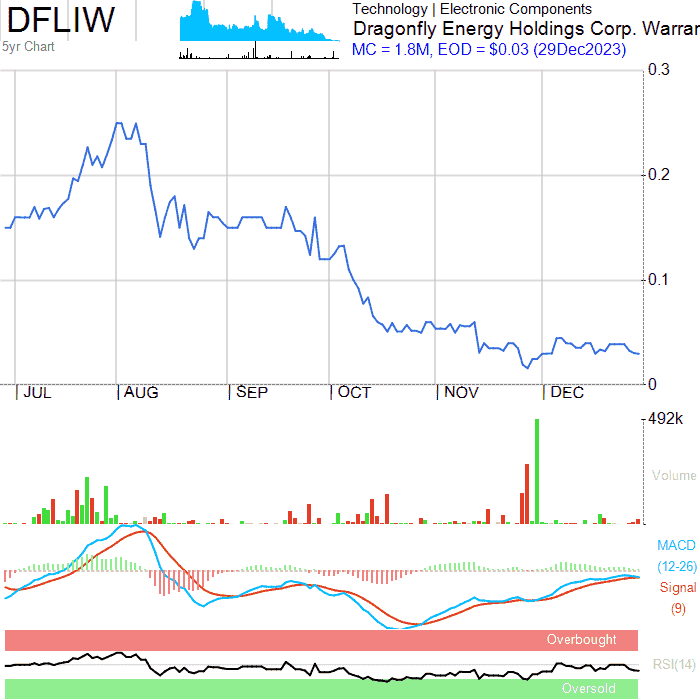 DFLIW
5yr Chart
Technology | Electronic Components
Dragonfly Energy Holdings Corp. Warrar
MC = 1.8M, EOD = $0.03 (29Dec2023)
0.3
0.2
0.1
0
JUL AUG SEP OCT NOV DEC
492k
Volume
MACD
(12-26)
Signal
(9)
Overbought
RSI(14)
Oversold